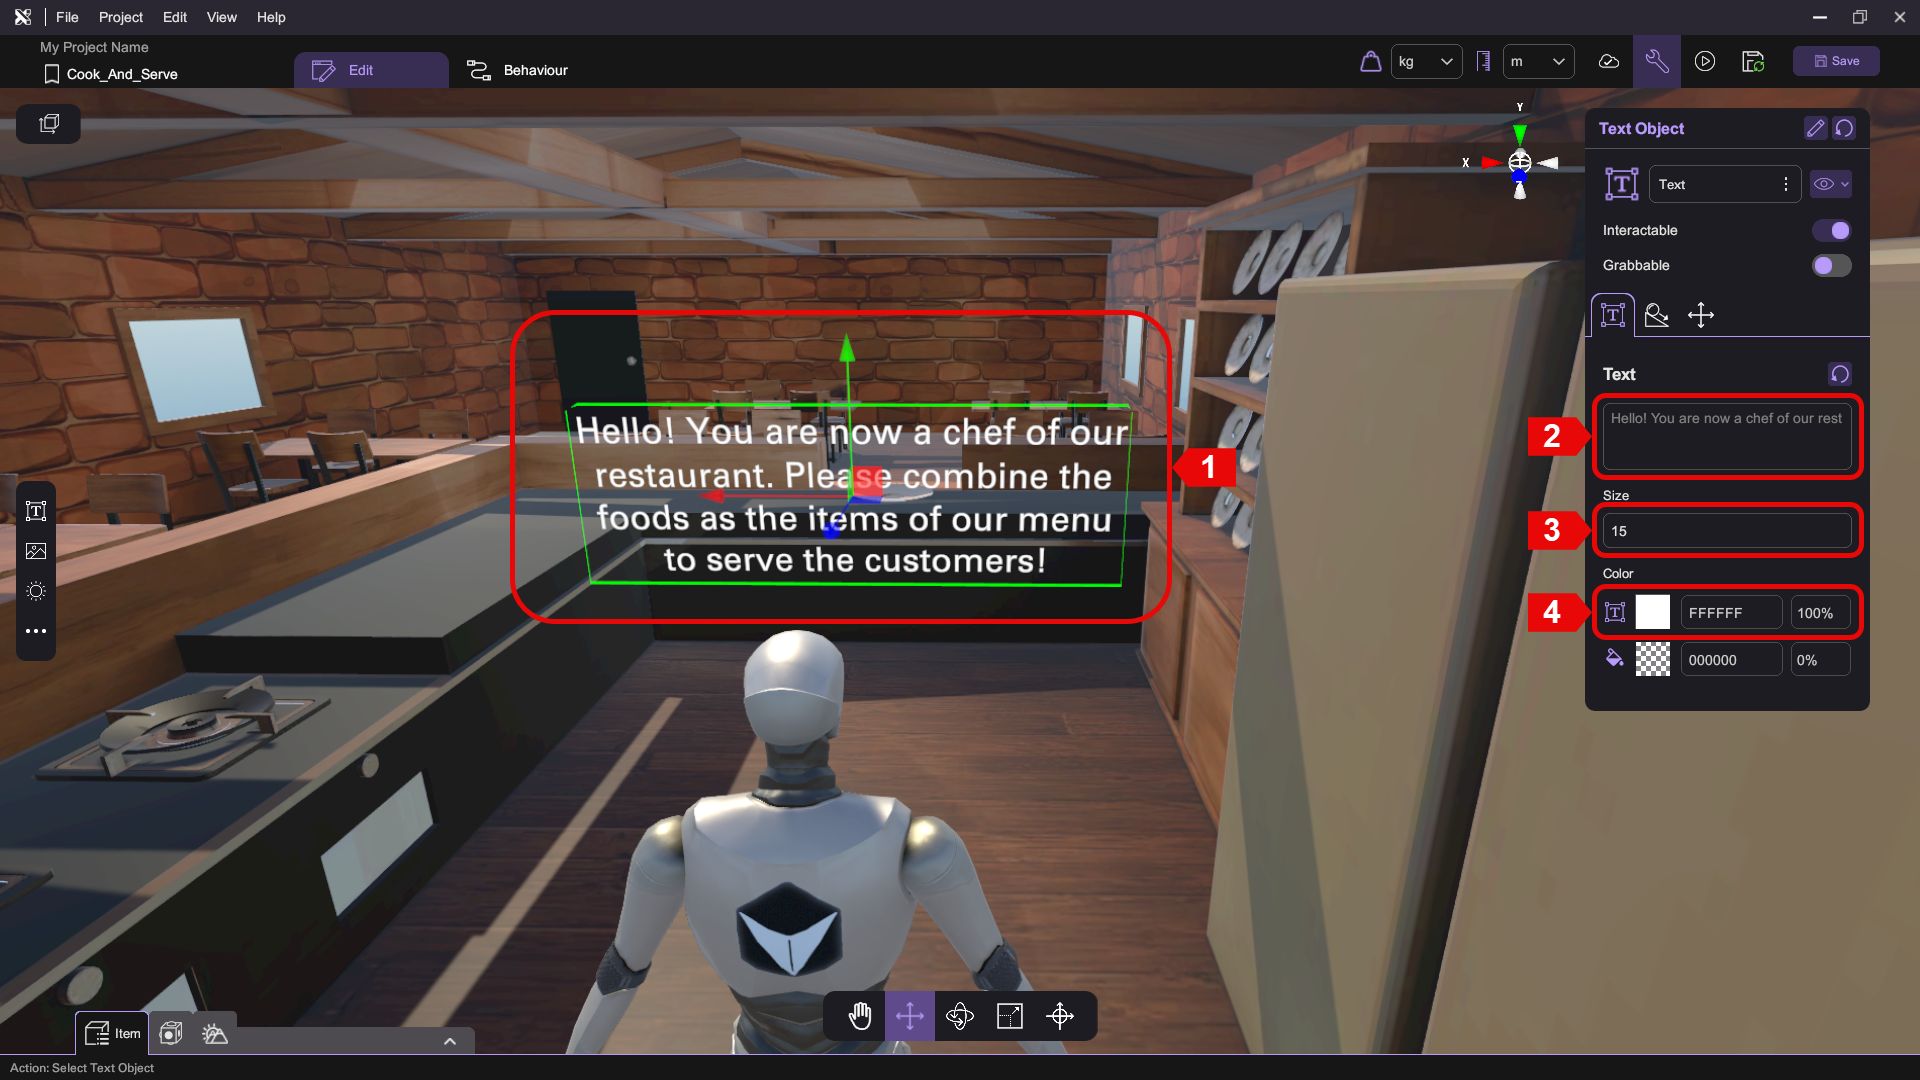 File Project Edit View Help
My Project Name
Cook_And_Serve
Edit
Behaviour
kg
m
Save
Y
X
Text Object
Text
Interactable
Grabbable
Text
Hello! You are now a chef of our rest
Size
15
Color
FFFFFF 100%
000000 0%
Hello! You are now a chef of our
restaurant. Please combine the
foods as the items of our menu
to serve the customers!
1
2
3
4
Item
Action: Select Text Object